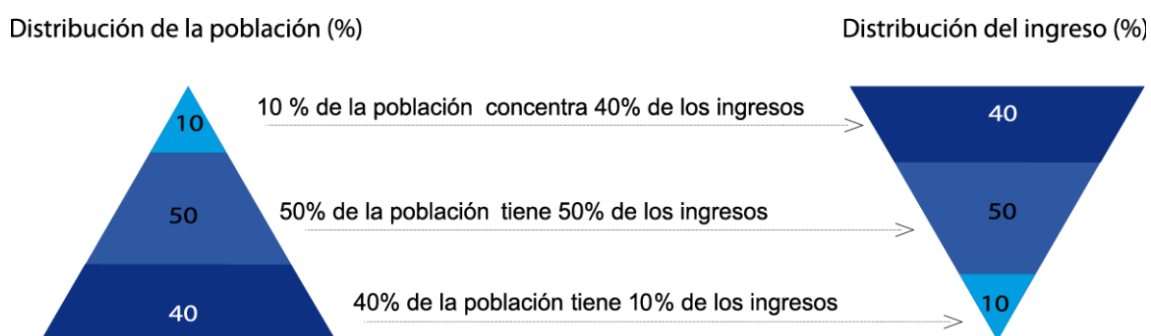 Distribución de la población (%)
Distribución del ingreso (%)
10
10 % de la población concentra 40% de los ingresos
40
50
50% de la población tiene 50% de los ingresos
50
40
40% de la población tiene 10% de los ingresos
10